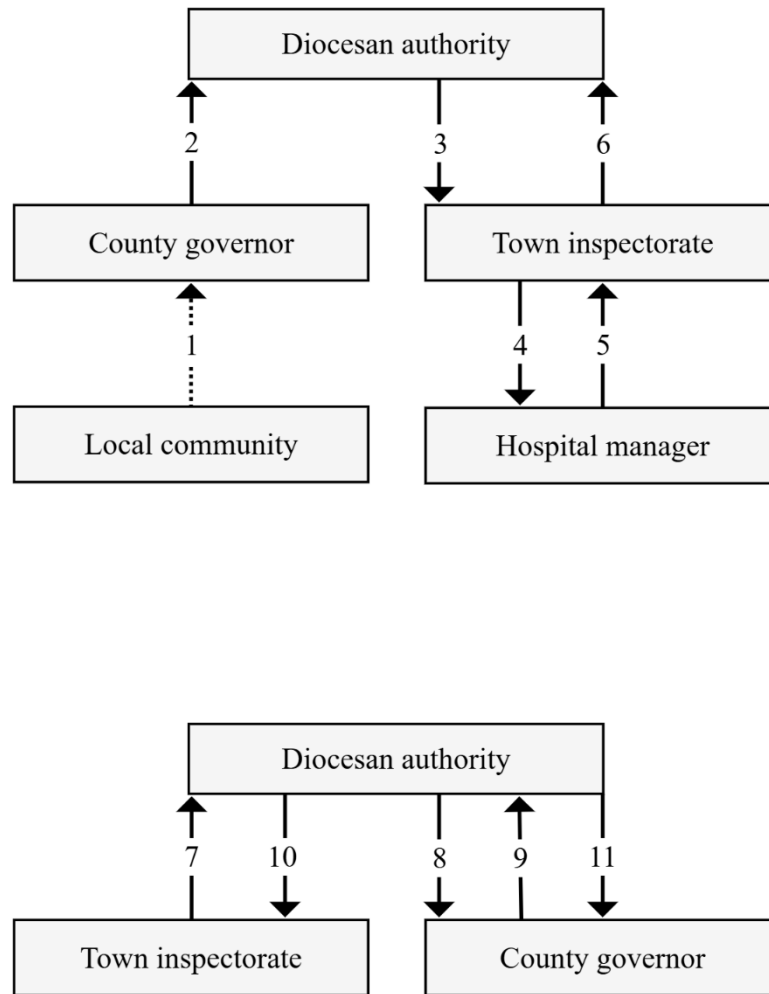 Diocesan authority
2 3 6
County governor Town inspectorate
1 4 5
Local community Hospital manager
Diocesan authority
7 10 8 9 11
Town inspectorate County governor